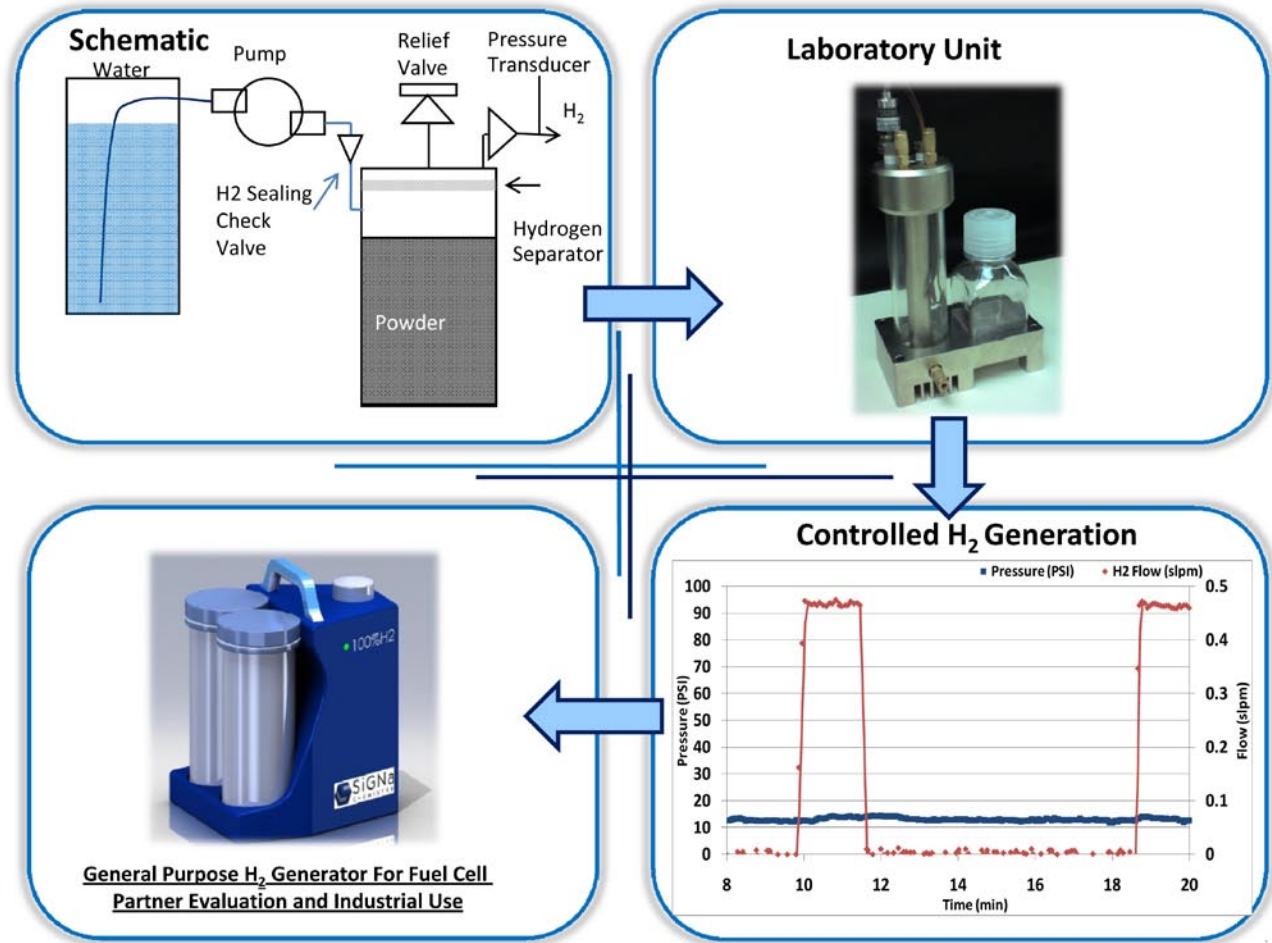 Schematic
Water
Pump
Relief
Valve
Pressure
Transducer
H₂
H2 Sealing
Check
Valve
Hydrogen
Separator
Powder
Laboratory Unit
Controlled H₂ Generation
Pressure (PSI)
H2 Flow (slpm)
100
90
80
70
60
50
40
30
20
10
0
Pressure (PSI)
0.5
0.4
0.3
0.2
0.1
0
Flow (slpm)
8
10
12
14
16
18
20
Time (min)
100%H2
SiGNa
CHEMISTRY
General Purpose H₂ Generator For Fuel Cell
Partner Evaluation and Industrial Use